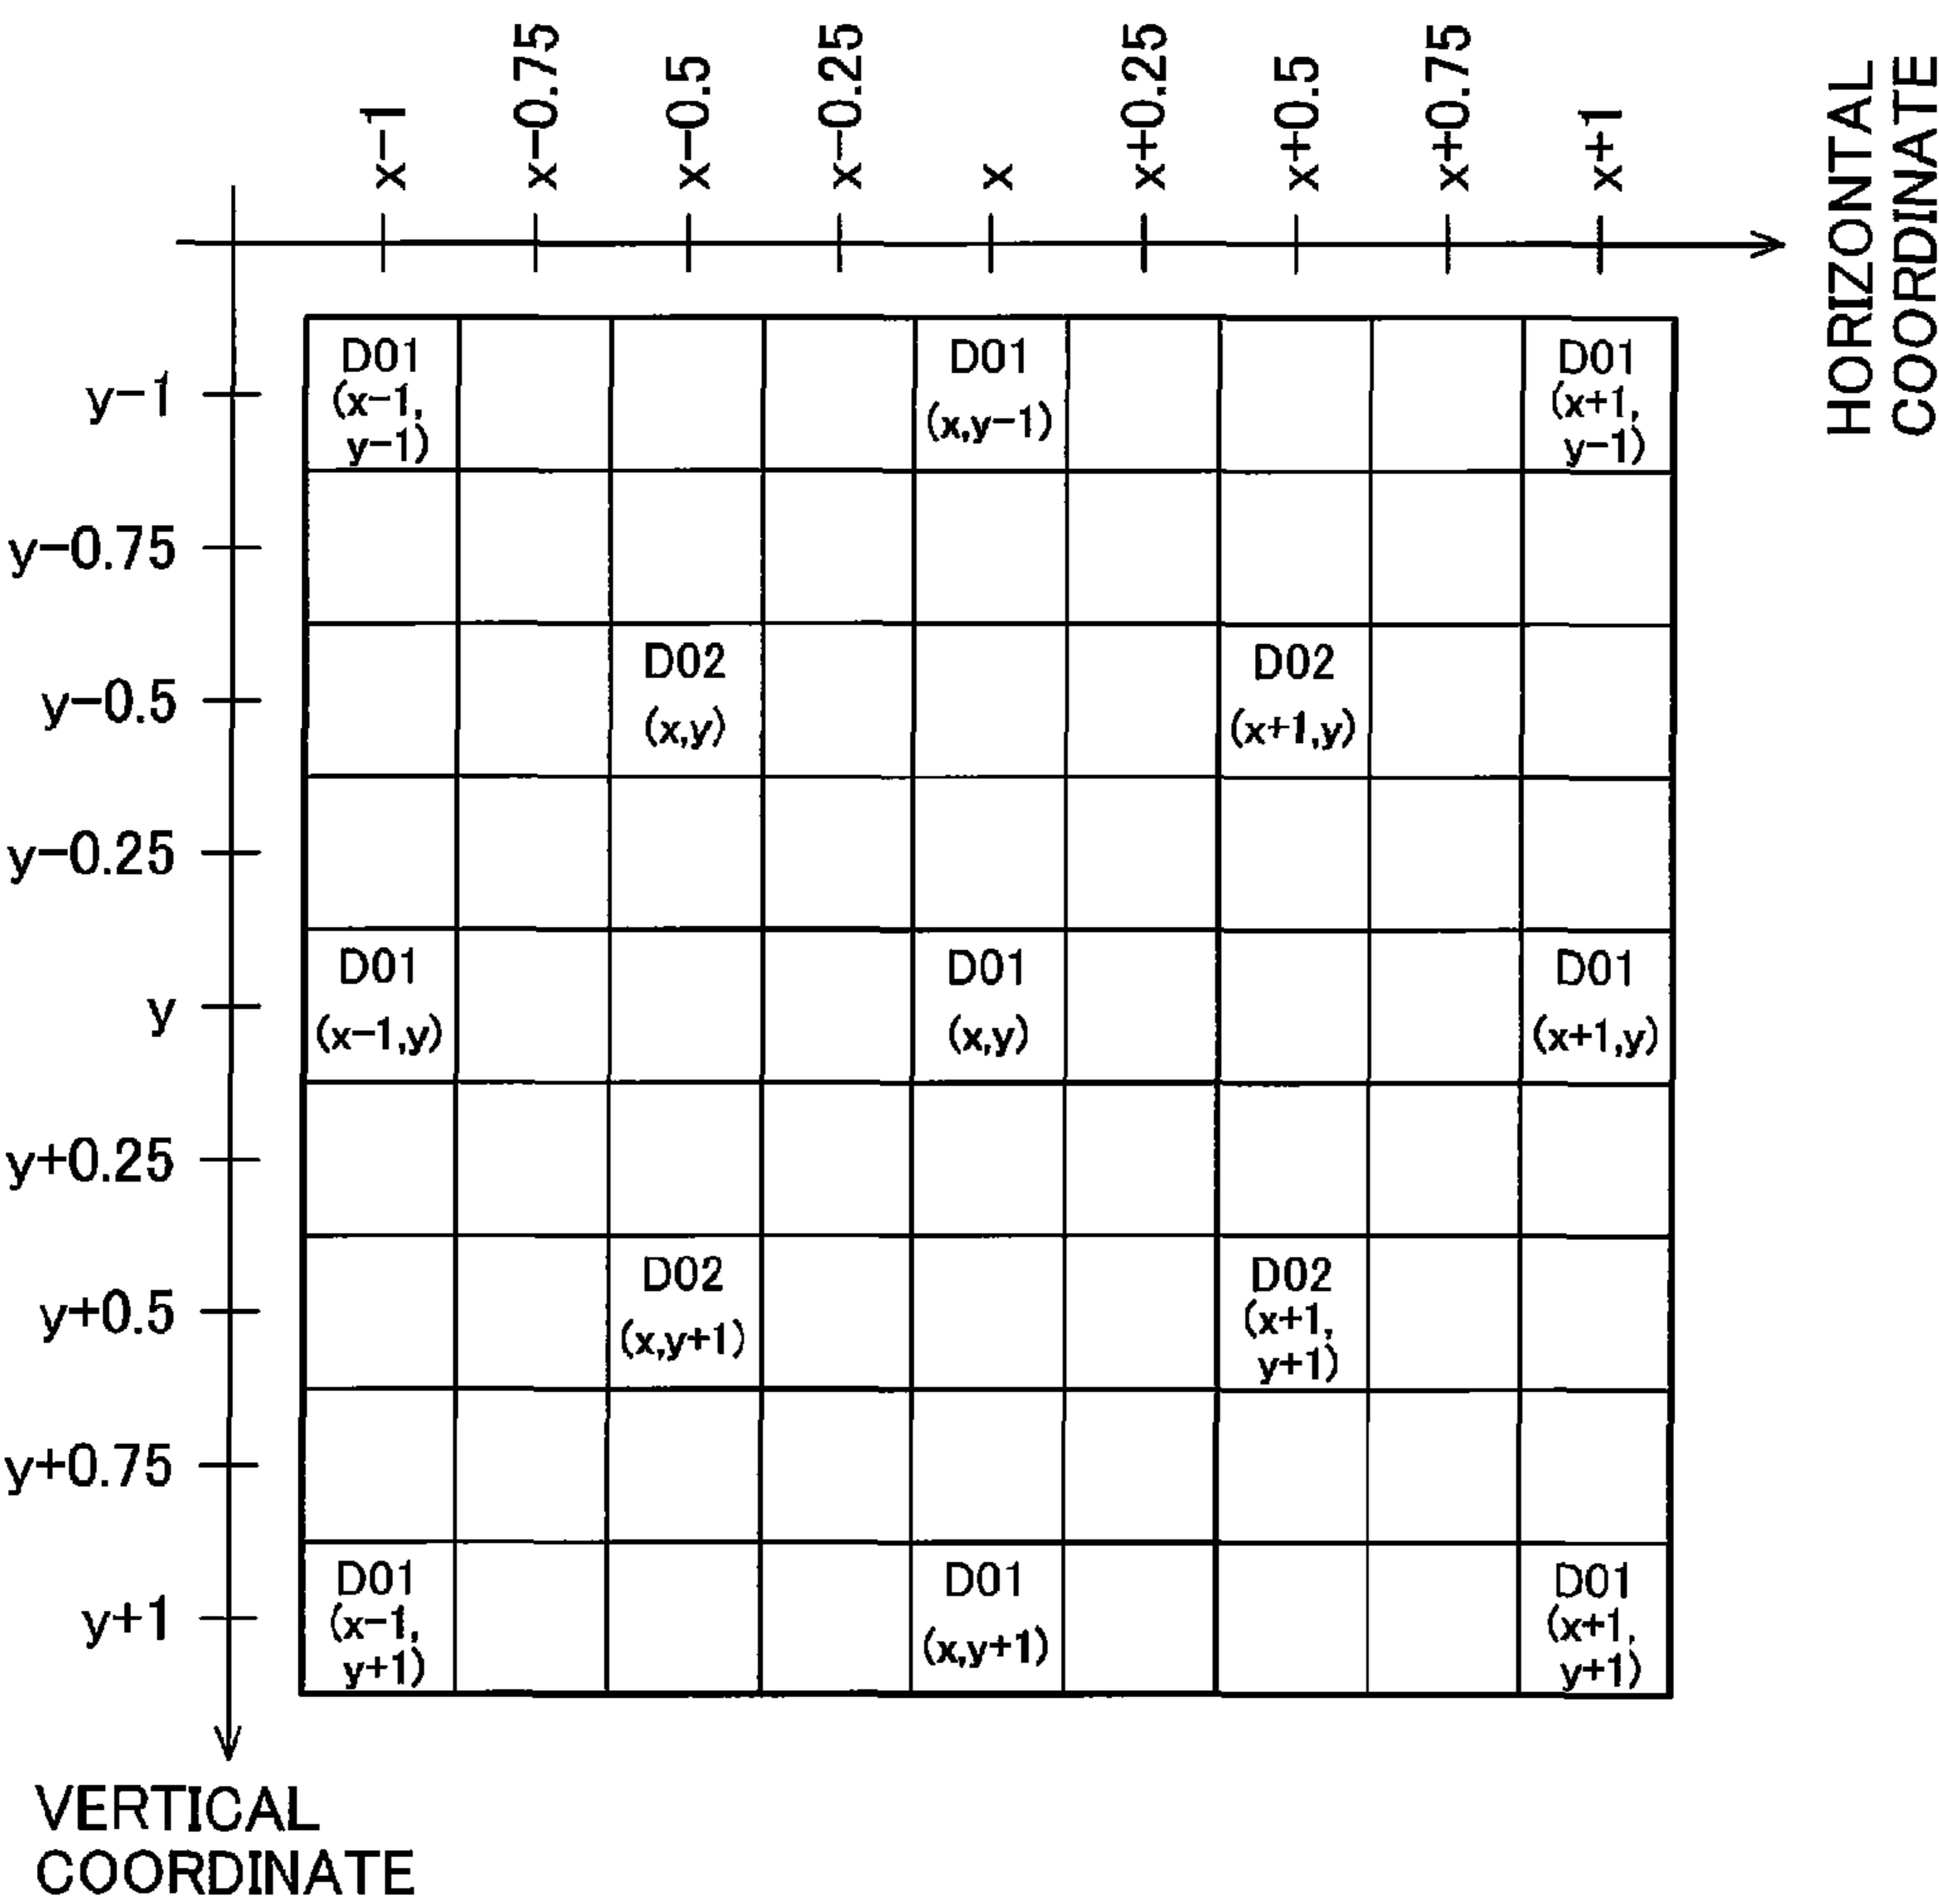 x-1
x-0.75
x-0.5
x-0.25
x
x+0.25
x+0.5
x+0.75
x+1
HORIZONTAL
COORDINATE
y-1
D01
(x-1,
y-1)
D01
(x,y-1)
D01
(x+1,
y-1)
y-0.75
y-0.5
D02
(x,y)
D02
(x+1,y)
y-0.25
y
D01
(x-1,y)
D01
(x,y)
D01
(x+1,y)
y+0.25
y+0.5
D02
(x,y+1)
D02
(x+1,
y+1)
y+0.75
y+1
D01
(x-1,
y+1)
D01
(x,y+1)
D01
(x+1,
y+1)
VERTICAL
COORDINATE